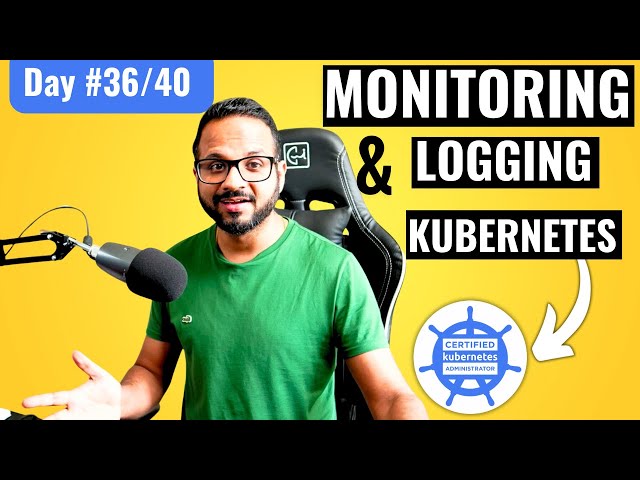 Day #36/40
MONITORING
& LOGGING
KUBERNETES
CERTIFIED
kubernetes
ADMINISTRATOR